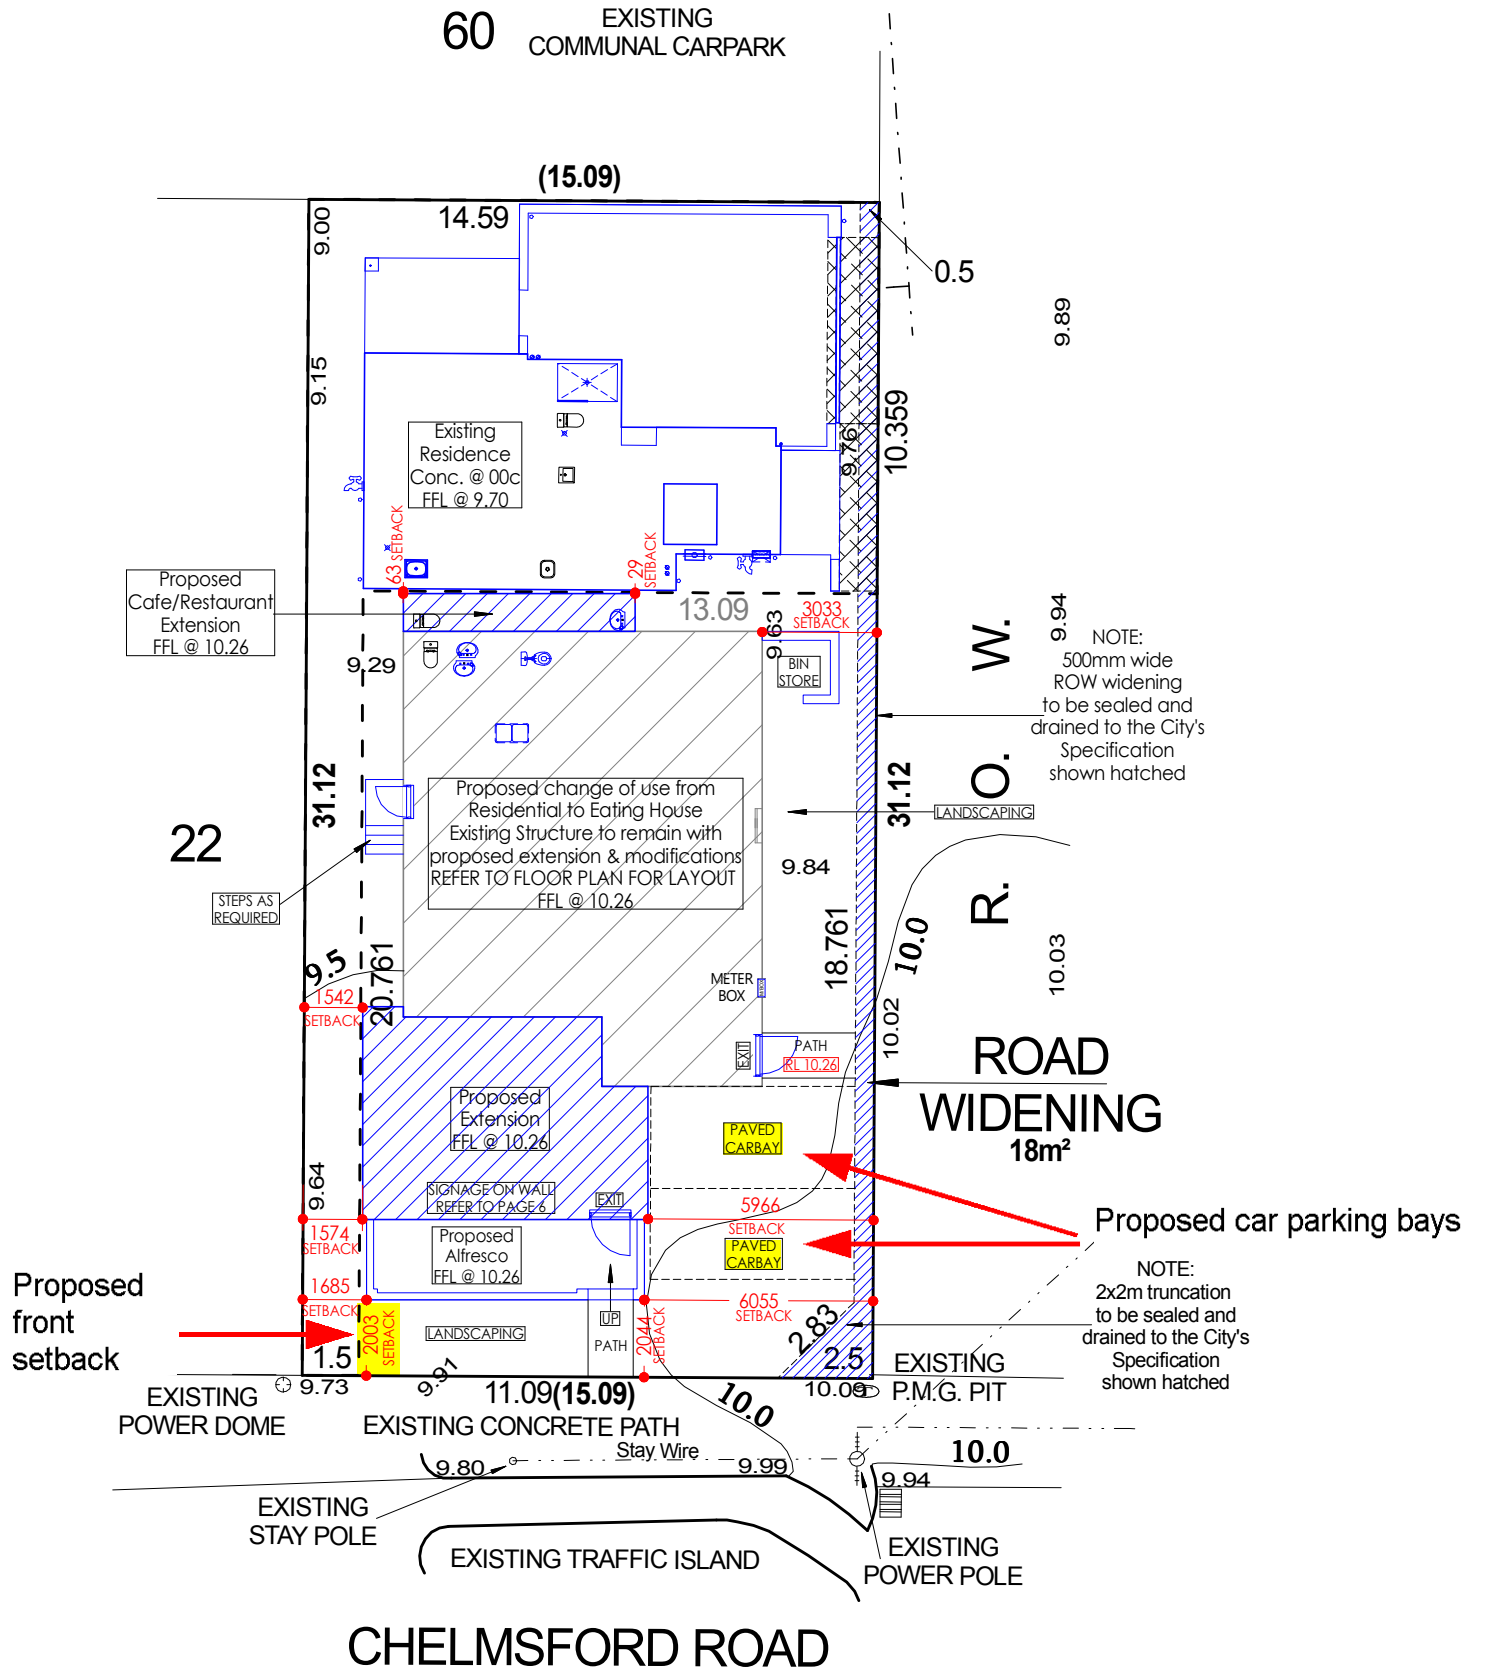 60
EXISTING
COMMUNAL CARPARK
(15.09)
14.59
9.00
0.5
9.89
9.15
10.359
9.76
Existing
Residence
Conc. @ 00c
FFL @ 9.70
63 SETBACK
29
SETBACK
Proposed
Cafe/Restaurant
Extension
FFL @ 10.26
13.09
3033
SETBACK
9.63
9.94
W.
O.
R.
NOTE:
500mm wide
ROW widening
to be sealed and
drained to the City's
Specification
shown hatched
9.29
BIN
STORE
31.12
22
Proposed change of use from
Residential to Eating House
Existing Structure to remain with
proposed extension & modifications
REFER TO FLOOR PLAN FOR LAYOUT
FFL @ 10.26
31.12
LANDSCAPING
9.84
STEPS AS
REQUIRED
18.761
10.0
10.03
20.761
9.5
1542
SETBACK
METER
BOX
10.02
EXIT
PATH
RL 10.26
ROAD
WIDENING
18m²
Proposed
Extension
FFL @ 10.26
PAVED
CARBAY
9.64
SIGNAGE ON WALL
REFER TO PAGE 6
EXIT
5966
SETBACK
Proposed car parking bays
1574
SETBACK
Proposed
Alfresco
FFL @ 10.26
PAVED
CARBAY
NOTE:
2x2m truncation
to be sealed and
drained to the City's
Specification
shown hatched
Proposed
front
setback
1685
SETBACK
6055
SETBACK
2003
SETBACK
LANDSCAPING
UP
PATH
2044
SETBACK
2.83
1.5
2.5
EXISTING
P.M.G. PIT
9.73
9.91
11.09(15.09)
10.09
EXISTING
POWER DOME
EXISTING CONCRETE PATH
10.0
Stay Wire
9.80
9.99
10.0
9.94
EXISTING
STAY POLE
EXISTING TRAFFIC ISLAND
EXISTING
POWER POLE
CHELMSFORD ROAD